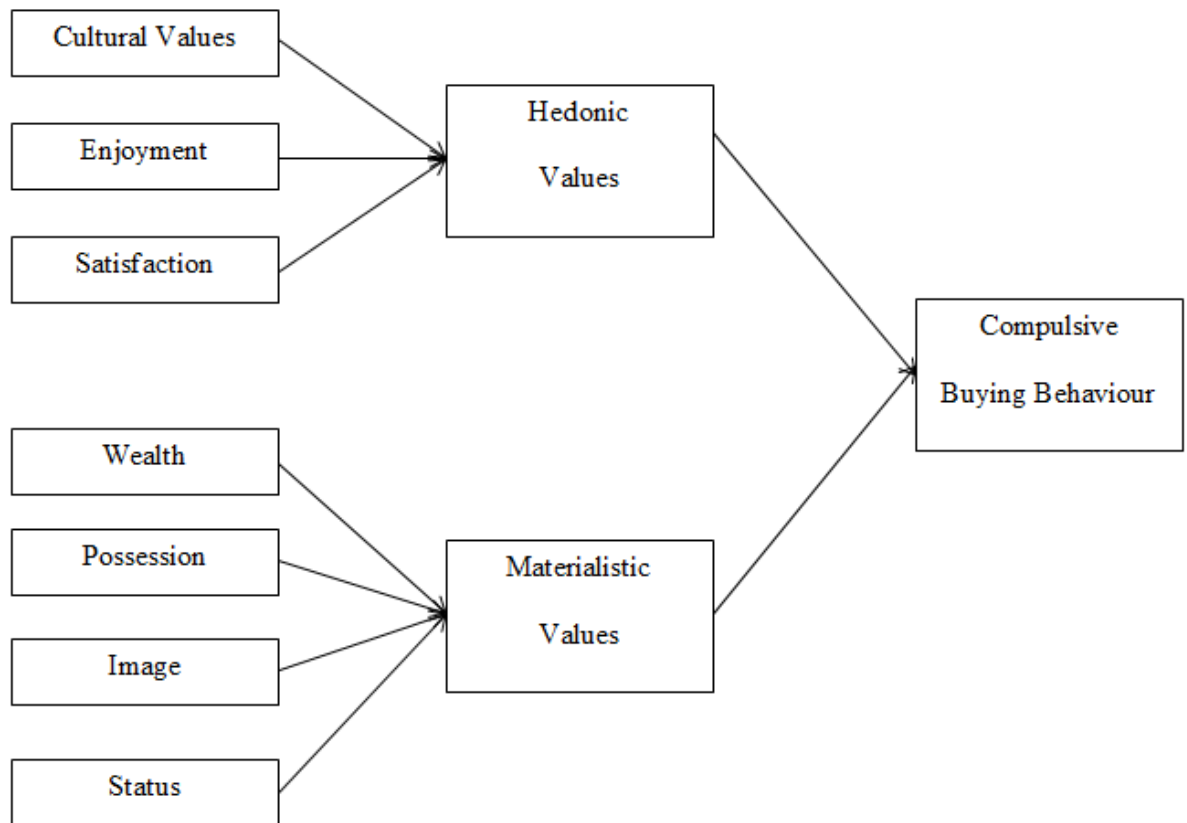 Cultural Values
Enjoyment
Satisfaction
Hedonic
Values
Compulsive
Buying Behaviour
Wealth
Possession
Image
Status
Materialistic
Values